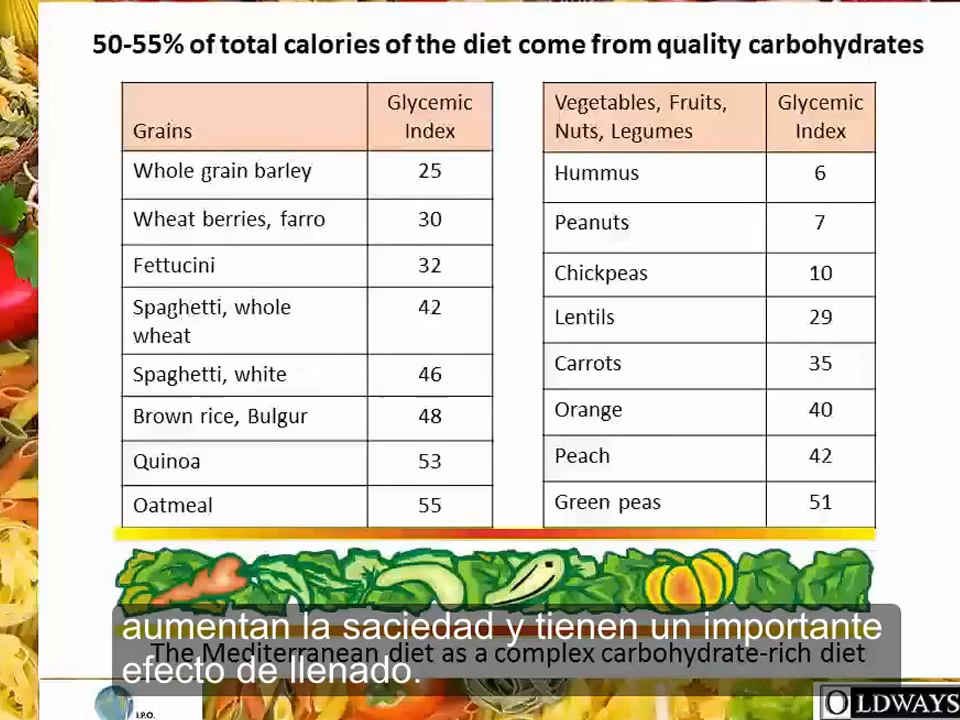 50-55% of total calories of the diet come from quality carbohydrates
Grains Glycemic Index
Whole grain barley 25
Wheat berries, farro 30
Fettucini 32
Spaghetti, whole wheat 42
Spaghetti, white 46
Brown rice, Bulgur 48
Quinoa 53
Oatmeal 55
Vegetables, Fruits, Nuts, Legumes Glycemic Index
Hummus 6
Peanuts 7
Chickpeas 10
Lentils 29
Carrots 35
Orange 40
Peach 42
Green peas 51
aumentan la saciedad y tienen un importante
The Mediterranean diet as a complex carbohydrate-rich diet
efecto de llenado.
I.P.O.
OLDWAYS